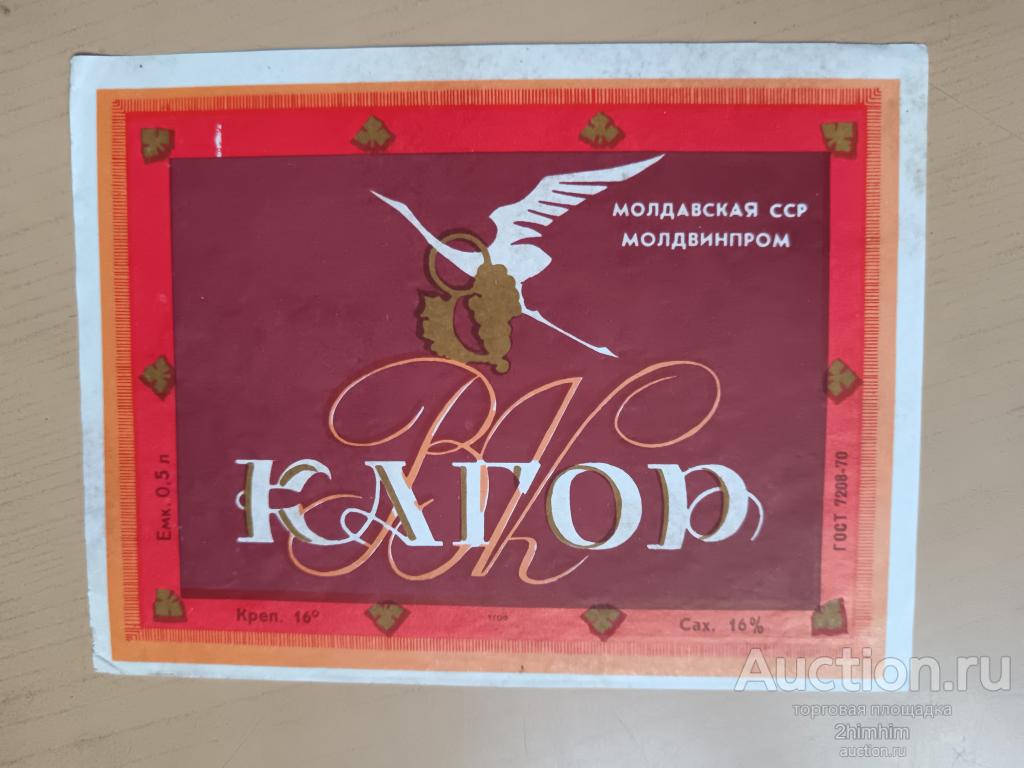 МОЛДАВСКАЯ ССР
МОЛДВИНПРОМ
ВК
КАГОР
Емк. 0,5 л
ГОСТ 7208-70
Креп. 16°
Сах. 16%
Auction.ru
торговая площадка
2himhim
auction.ru